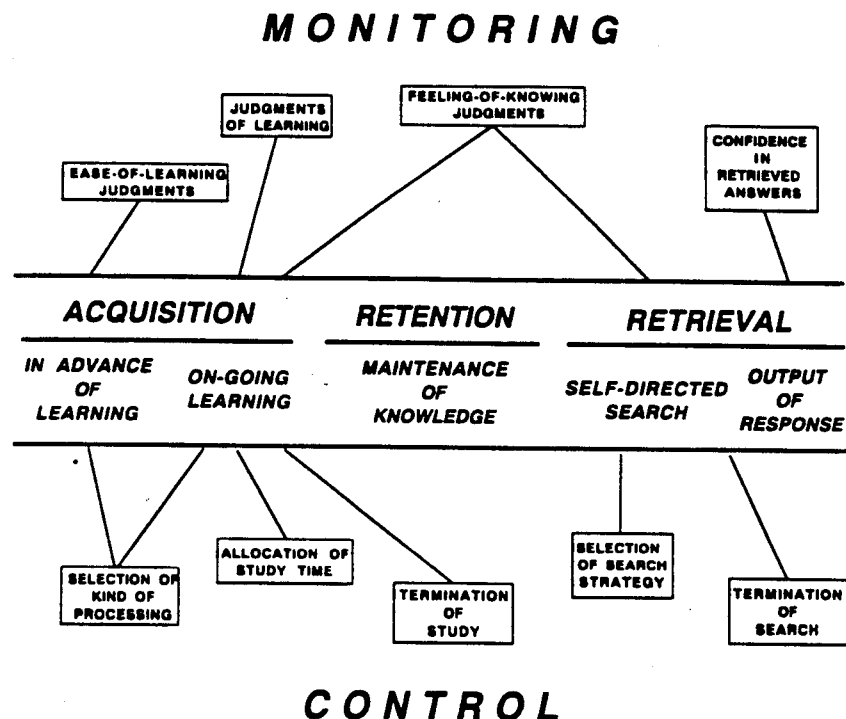 MONITORING
FEELING-OF-KNOWING
JUDGMENTS
JUDGMENTS
OF LEARNING
CONFIDENCE
IN
RETRIEVED
ANSWERS
EASE-OF-LEARNING
JUDGMENTS
ACQUISITION
RETENTION
RETRIEVAL
IN ADVANCE
OF
LEARNING
ON-GOING
LEARNING
MAINTENANCE
OF
KNOWLEDGE
SELF-DIRECTED
SEARCH
OUTPUT
OF
RESPONSE
SELECTION OF
KIND OF
PROCESSING
ALLOCATION OF
STUDY TIME
TERMINATION
OF
STUDY
SELECTION
OF SEARCH
STRATEGY
TERMINATION
OF
SEARCH
CONTROL